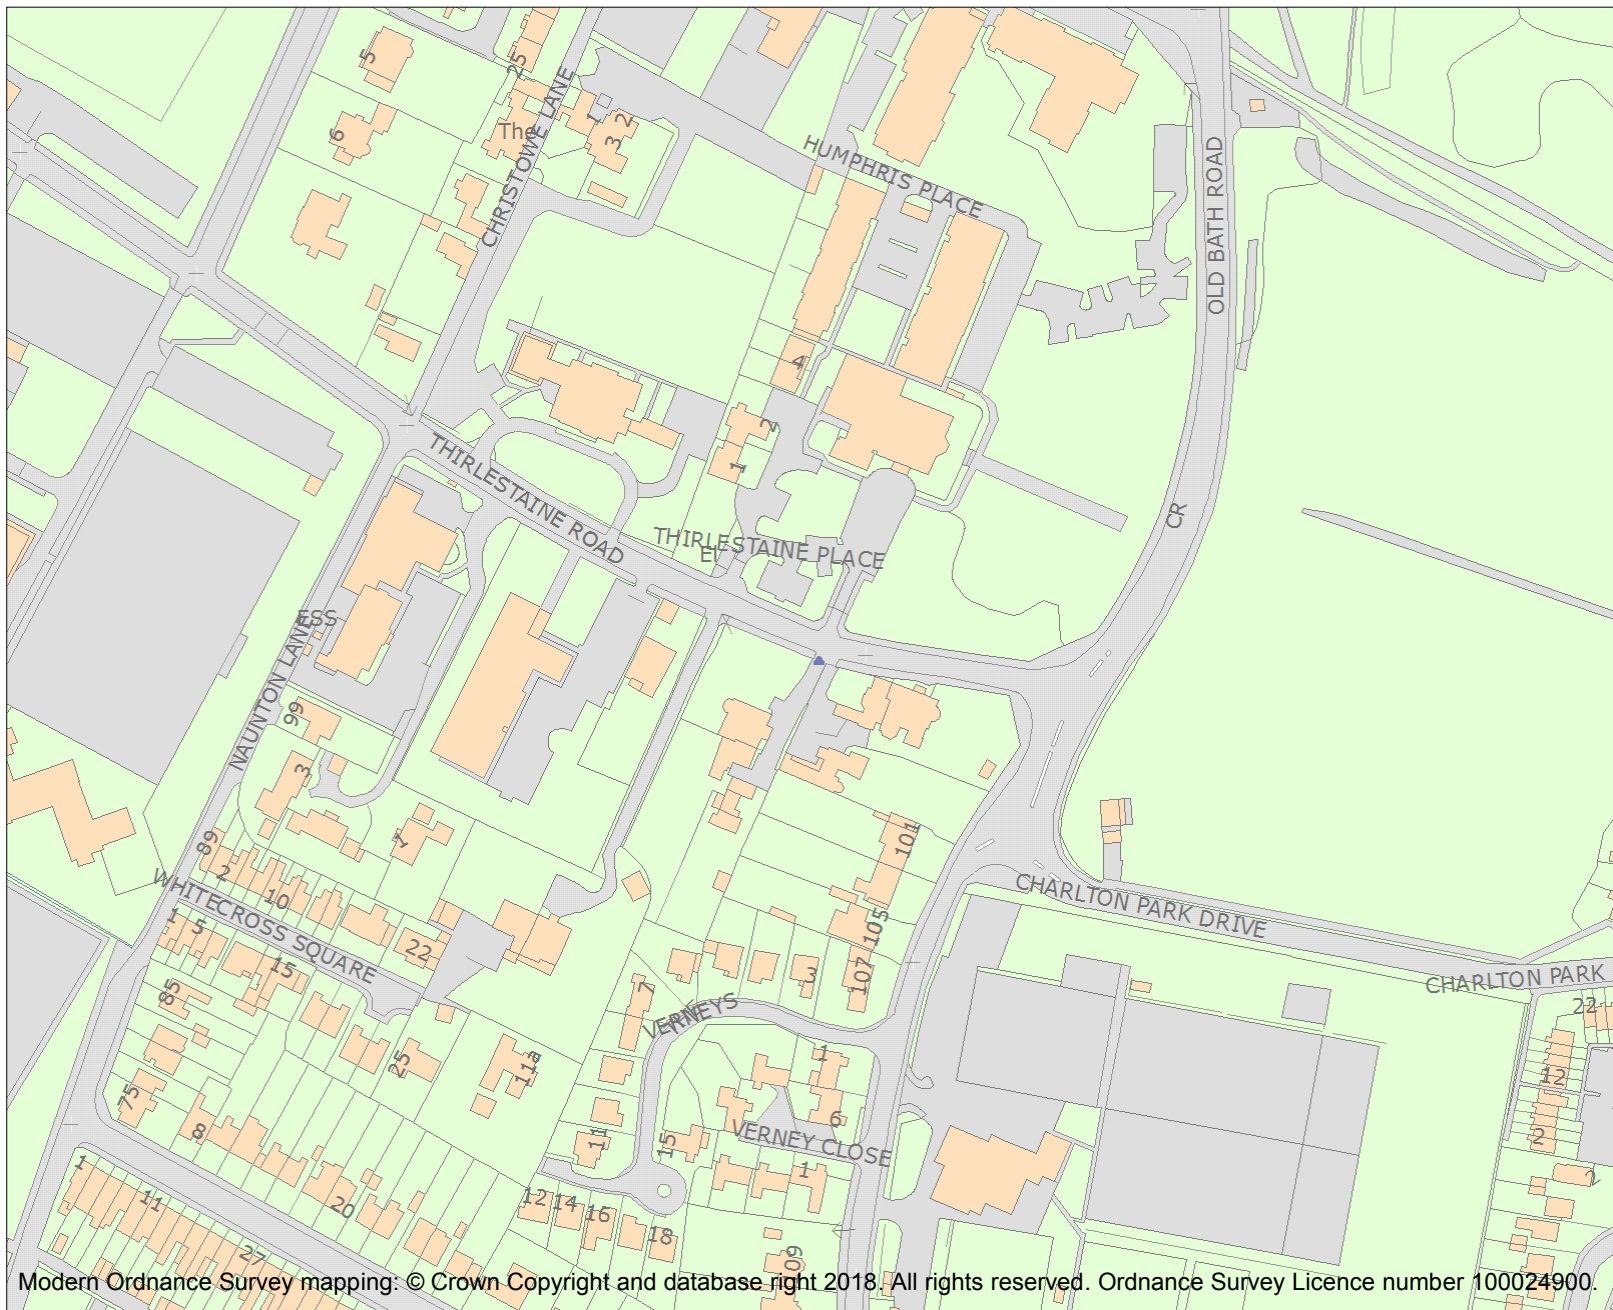 5
25
6
The
1
2
3
CHRISTOWE LANE
HUMPHRIS PLACE
OLD BATH ROAD
4
2
1
THIRLESTAINE ROAD
THIRLESTAINE PLACE
El
CR
ESS
NAUNTON LANE
99
3
1
89
2
10
101
WHITECROSS SQUARE
1
5
22
15
105
CHARLTON PARK DRIVE
CHARLTON PARK
85
7
3
107
VERNEYS
22
25
11a
1
12
75
8
11
15
6
VERNEY CLOSE
1
2
1
11
20
12
14
16
18
2
27
109
Modern Ordnance Survey mapping: © Crown Copyright and database right 2018. All rights reserved. Ordnance Survey Licence number 100024900.